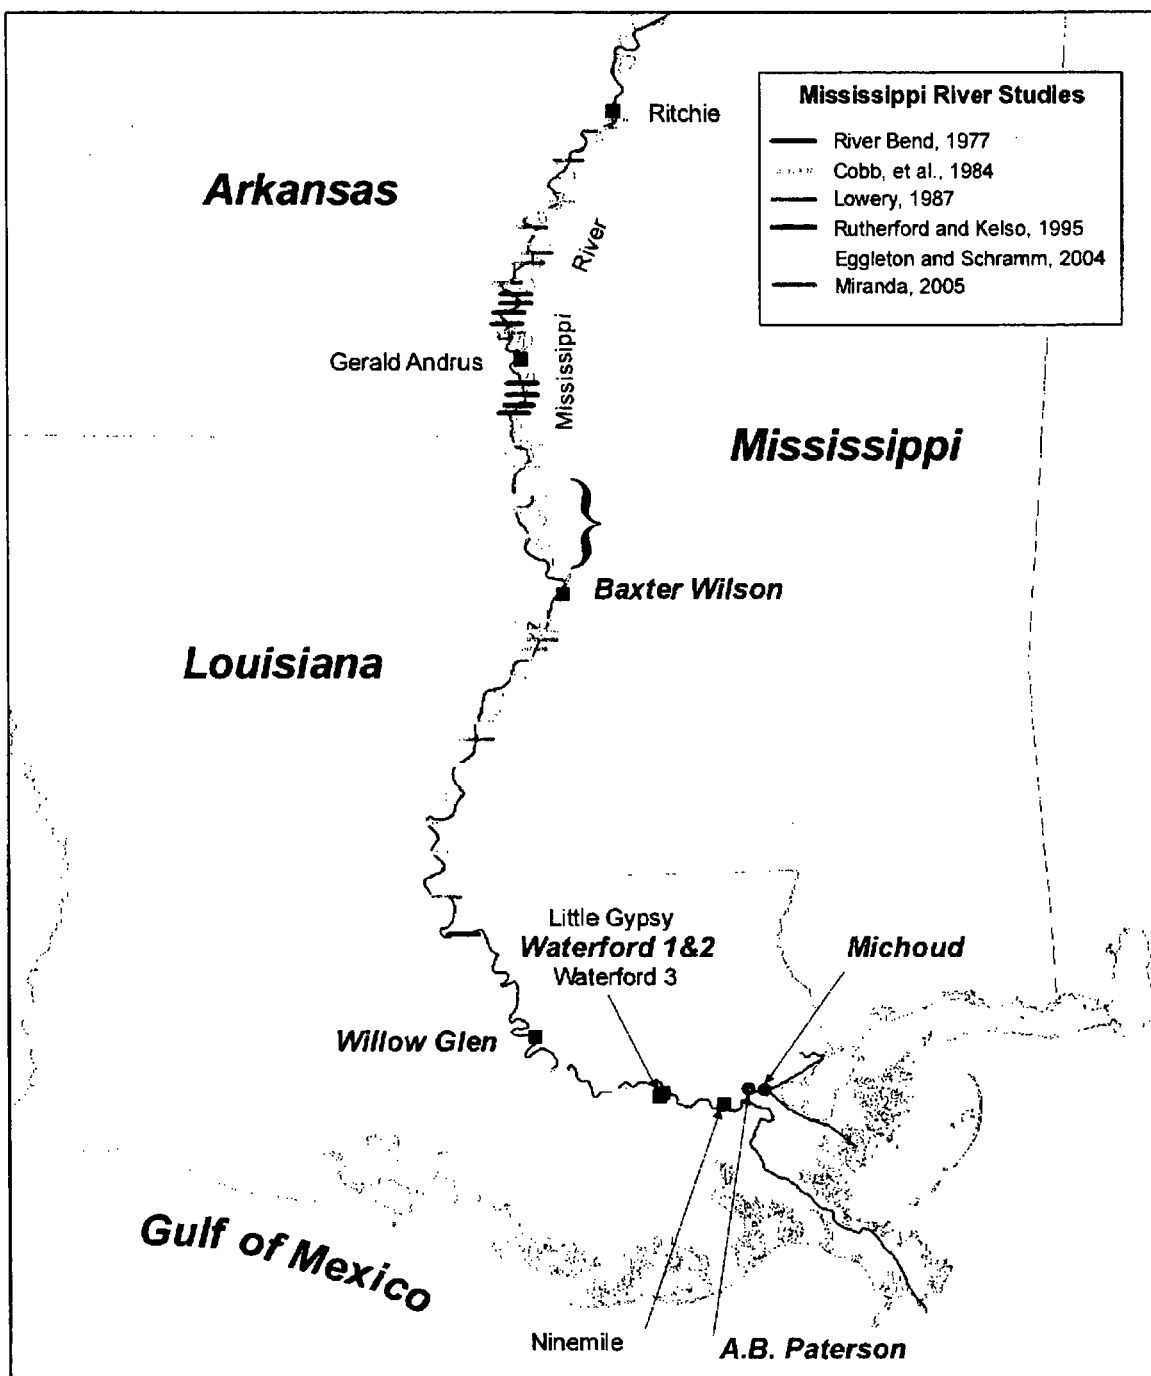 Mississippi River Studies
River Bend, 1977
Cobb, et al., 1984
Lowery, 1987
Rutherford and Kelso, 1995
Eggleton and Schramm, 2004
Miranda, 2005
Ritchie
Arkansas
River
Mississippi
Gerald Andrus
Mississippi
Baxter Wilson
Louisiana
Little Gypsy
Waterford 1&2
Waterford 3
Michoud
Willow Glen
Gulf of Mexico
Ninemile
A.B. Paterson